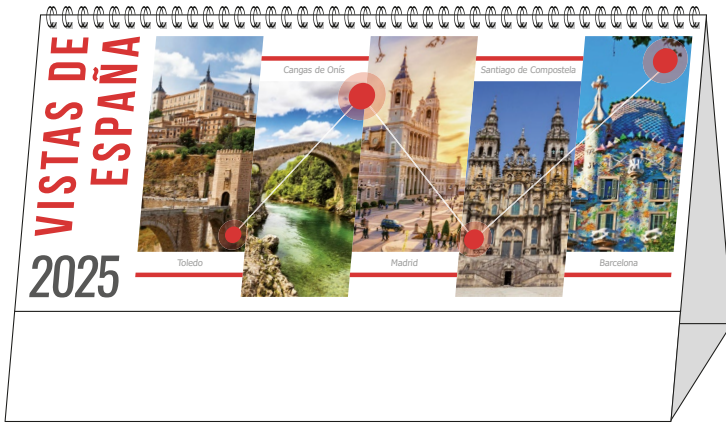 VISTAS DE
ESPAÑA
2025
Cangas de Onís
Santiago de Compostela
Toledo
Madrid
Barcelona